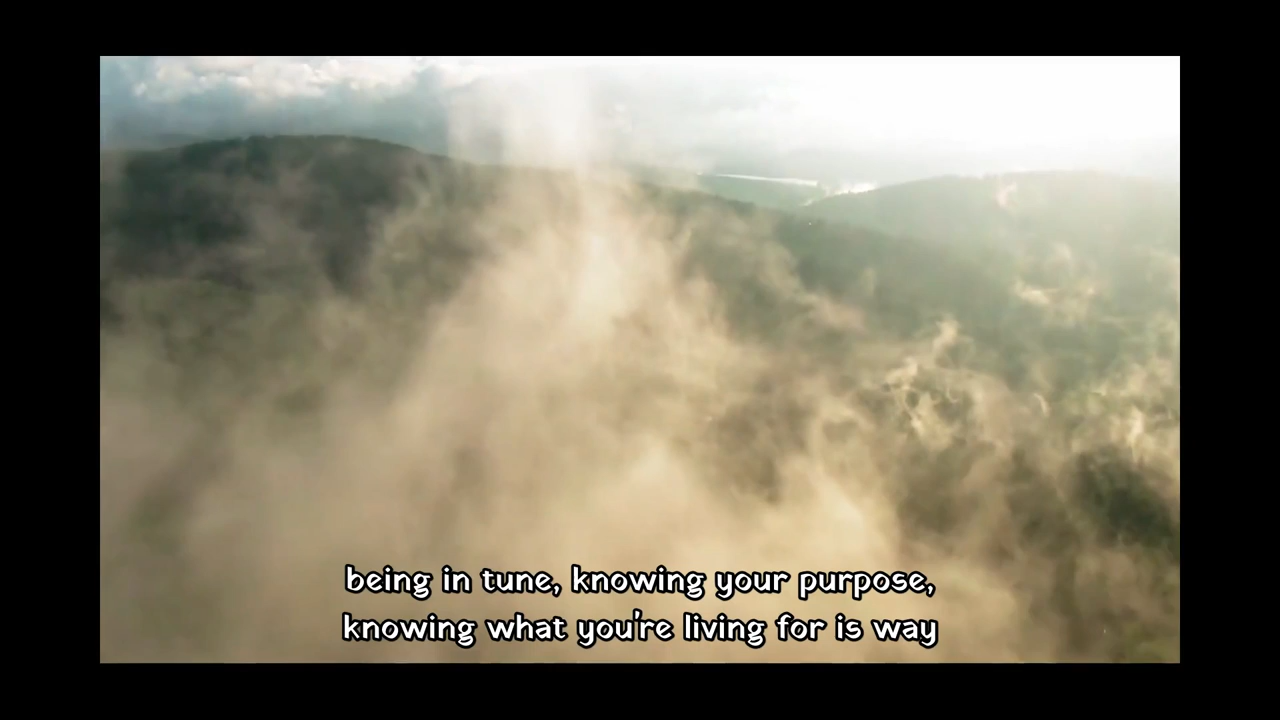 being in tune, knowing your purpose,
knowing what you're living for is way